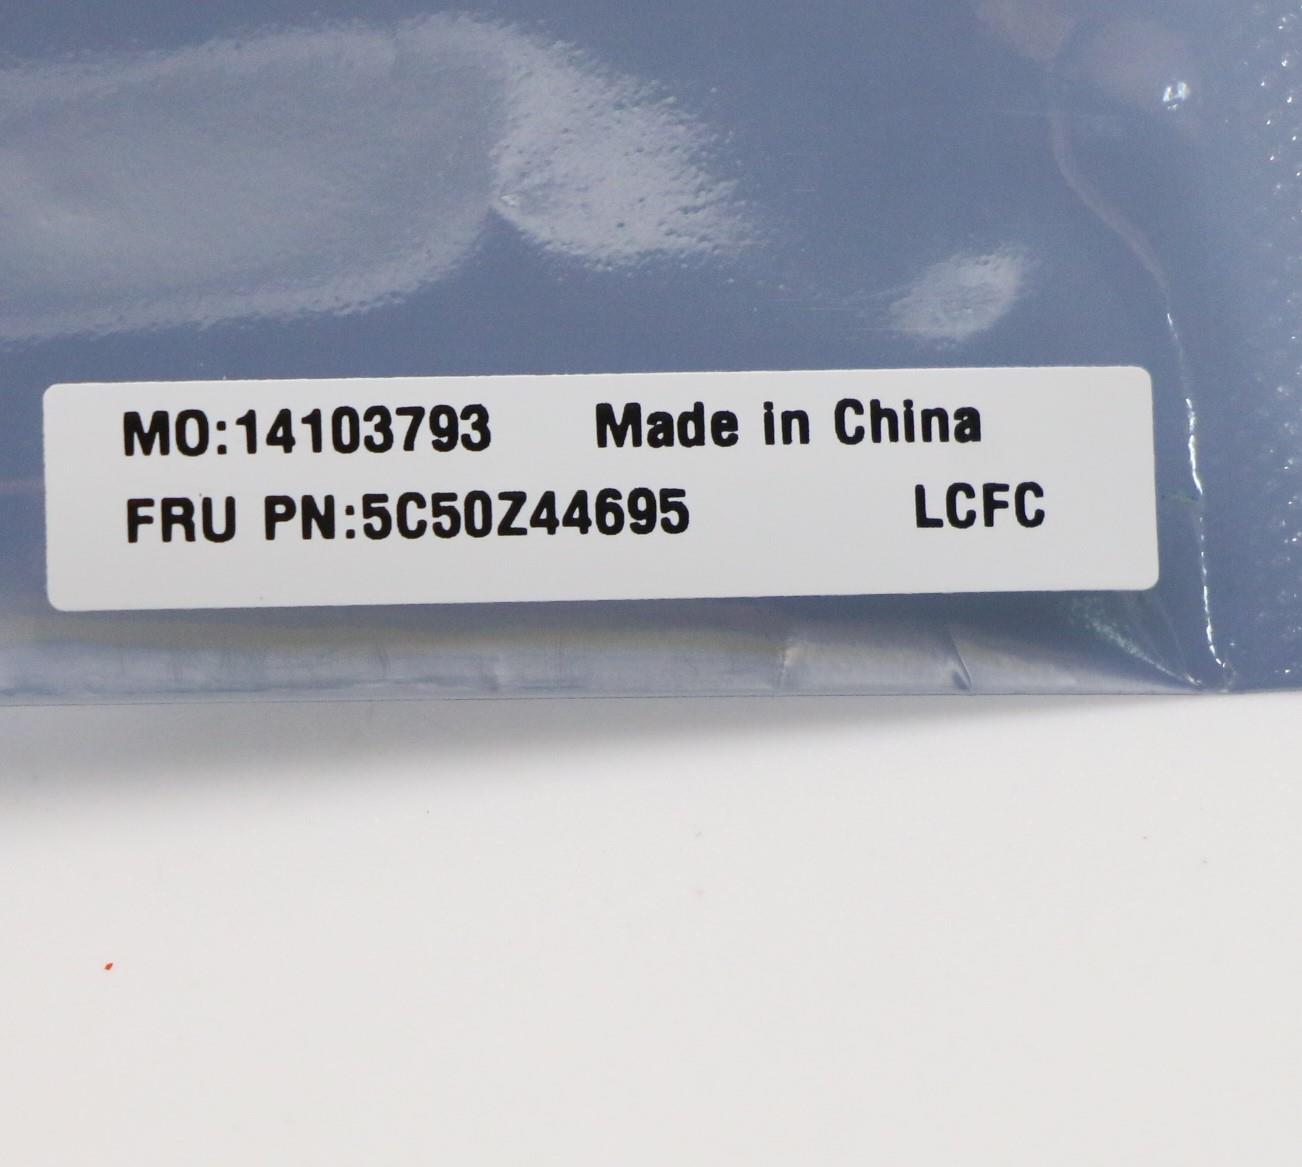 MO:14103793 Made in China
FRU PN:5C50Z44695 LCFC